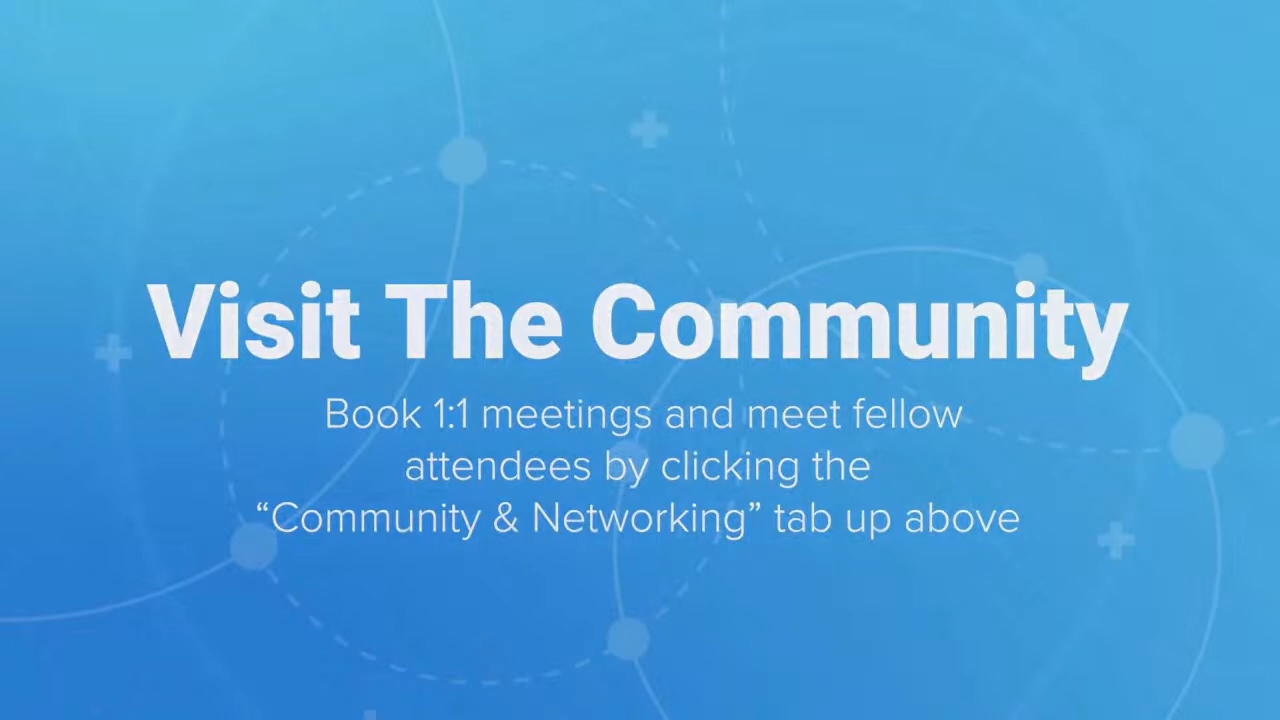 Visit The Community
Book 1:1 meetings and meet fellow
attendees by clicking the
“Community & Networking” tab up above